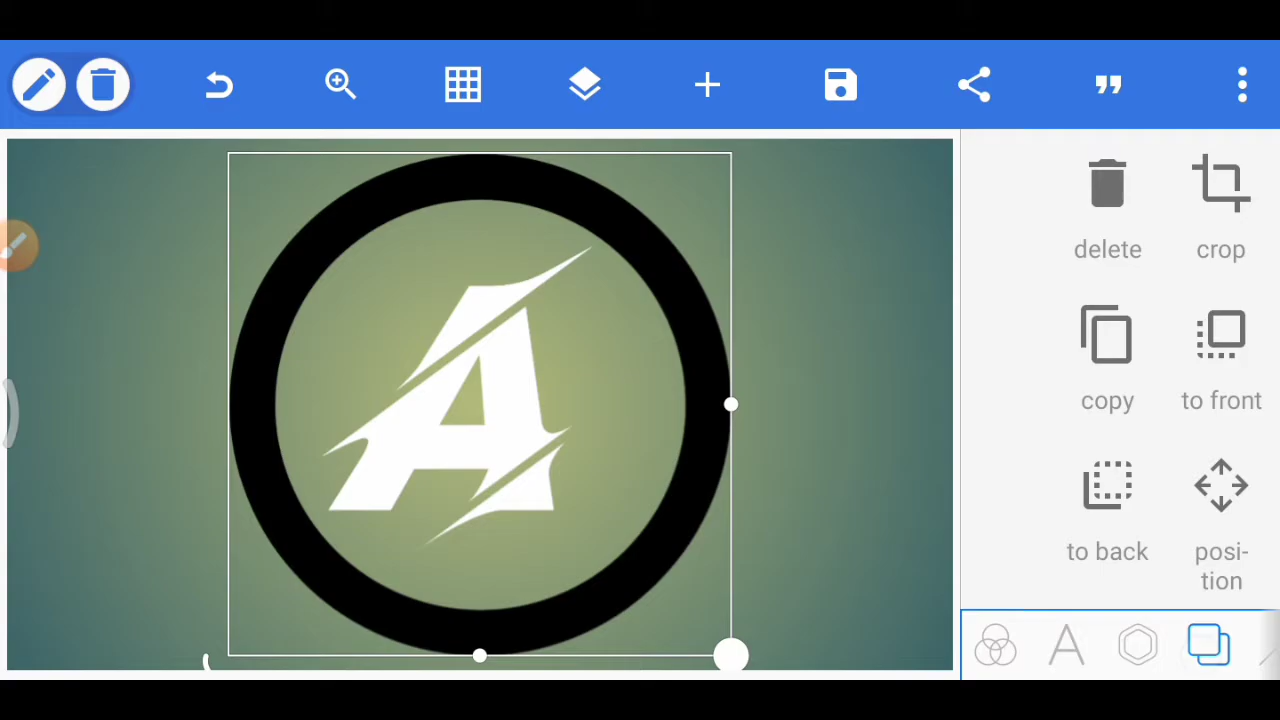 A
delete
crop
copy
to front
to back
posi-
tion